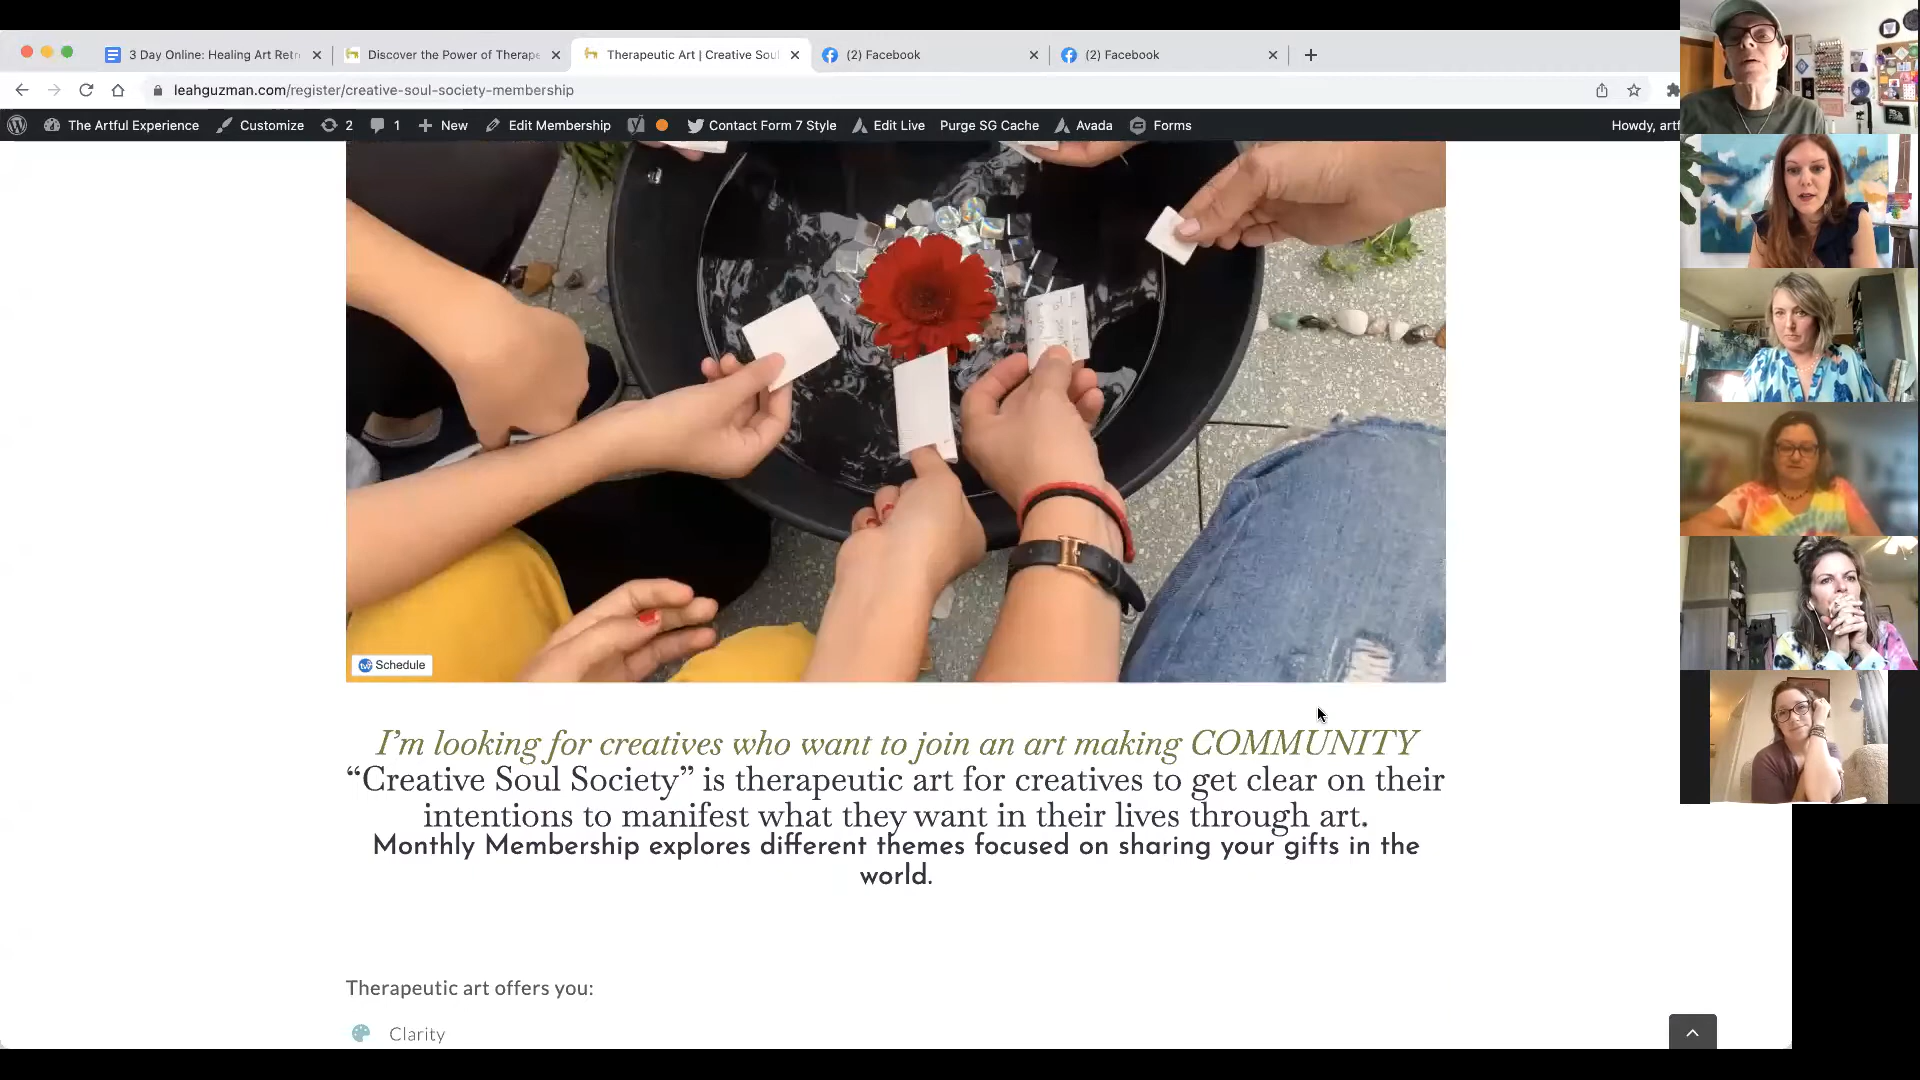 3 Day Online: Healing Art Retr
Discover the Power of Therape
Therapeutic Art | Creative Soul
(2) Facebook
(2) Facebook
leahguzman.com/register/creative-soul-society-membership
The Artful Experience
Customize
2
1
New
Edit Membership
Contact Form 7 Style
Edit Live
Purge SG Cache
Avada
Forms
Howdy, artf
Schedule
I’m looking for creatives who want to join an art making COMMUNITY
“Creative Soul Society” is therapeutic art for creatives to get clear on their
intentions to manifest what they want in their lives through art.
Monthly Membership explores different themes focused on sharing your gifts in the
world.
Therapeutic art offers you:
Clarity